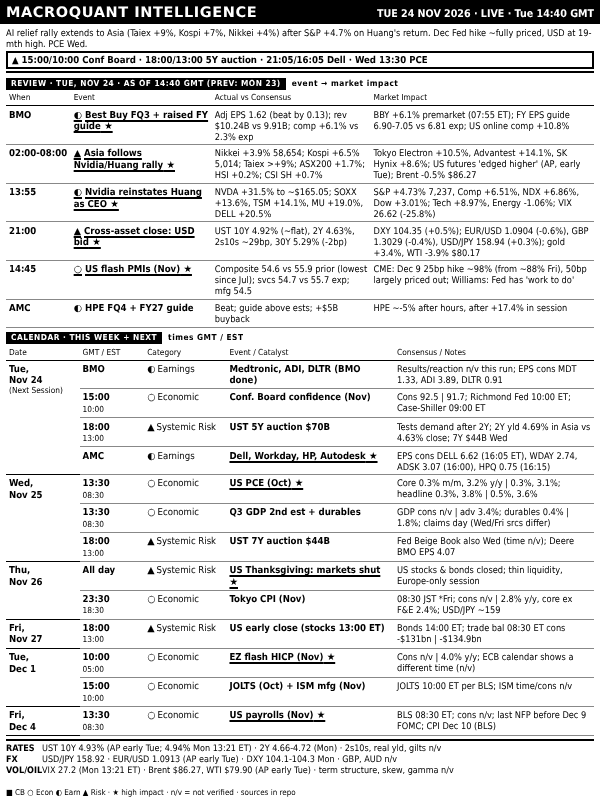 MACROQUANT INTELLIGENCE TUE 24 NOV 2026 · LIVE · Tue 14:40 GMT
AI relief rally extends to Asia (Taiex +9%, Kospi +7%, Nikkei +4%) after S&P +4.7% on Huang's return. Dec Fed hike ~fully priced, USD at 19-
mth high. PCE Wed.
▲ 15:00/10:00 Conf Board · 18:00/13:00 5Y auction · 21:05/16:05 Dell · Wed 13:30 PCE
REVIEW · TUE, NOV 24 · AS OF 14:40 GMT (PREV: MON 23) event → market impact
When Event Actual vs Consensus Market Impact
BMO ◐ Best Buy FQ3 + raised FY guide ★ Adj EPS 1.62 (beat by 0.13); rev $10.24B vs 9.91B; comp +6.1% vs 2.3% exp BBY +6.1% premarket (07:55 ET); FY EPS guide 6.90-7.05 vs 6.81 exp; US online comp +10.8%
02:00-08:00 ▲ Asia follows Nvidia/Huang rally ★ Nikkei +3.9% 58,654; Kospi +6.5% 5,014; Taiex >+9%; ASX200 +1.7%; HSI +0.2%; CSI SH +0.7% Tokyo Electron +10.5%, Advantest +14.1%, SK Hynix +8.6%; US futures 'edged higher' (AP, early Tue); Brent -0.5% $86.27
13:55 ◐ Nvidia reinstates Huang as CEO ★ NVDA +31.5% to ~$165.05; SOXX +13.6%, TSM +14.1%, MU +19.0%, DELL +20.5% S&P +4.73% 7,237, Comp +6.51%, NDX +6.86%, Dow +3.01%; Tech +8.97%, Energy -1.06%; VIX 26.62 (-25.8%)
21:00 ▲ Cross-asset close: USD bid ★ UST 10Y 4.92% (~flat), 2Y 4.63%, 2s10s ~29bp, 30Y 5.29% (-2bp) DXY 104.35 (+0.5%); EUR/USD 1.0904 (-0.6%), GBP 1.3029 (-0.4%), USD/JPY 158.94 (+0.3%); gold +3.4%, WTI -3.9% $80.17
14:45 ○ US flash PMIs (Nov) ★ Composite 54.6 vs 55.9 prior (lowest since Jul); svcs 54.7 vs 55.7 exp; mfg 54.5 CME: Dec 9 25bp hike ~98% (from ~88% Fri), 50bp largely priced out; Williams: Fed has 'work to do'
AMC ◐ HPE FQ4 + FY27 guide Beat; guide above ests; +$5B buyback HPE ~-5% after hours, after +17.4% in session
CALENDAR · THIS WEEK + NEXT times GMT / EST
Date GMT / EST Category Event / Catalyst Consensus / Notes
Tue, Nov 24 (Next Session) BMO ◐ Earnings Medtronic, ADI, DLTR (BMO done) Results/reaction n/v this run; EPS cons MDT 1.33, ADI 3.89, DLTR 0.91
15:00 10:00 ○ Economic Conf. Board confidence (Nov) Cons 92.5 | 91.7; Richmond Fed 10:00 ET; Case-Shiller 09:00 ET
18:00 13:00 ▲ Systemic Risk UST 5Y auction $70B Tests demand after 2Y; 2Y yld 4.69% in Asia vs 4.63% close; 7Y $44B Wed
AMC ◐ Earnings Dell, Workday, HP, Autodesk ★ EPS cons DELL 6.62 (16:05 ET), WDAY 2.74, ADSK 3.07 (16:00), HPQ 0.75 (16:15)
Wed, Nov 25 13:30 08:30 ○ Economic US PCE (Oct) ★ Core 0.3% m/m, 3.2% y/y | 0.3%, 3.1%; headline 0.3%, 3.8% | 0.5%, 3.6%
13:30 08:30 ○ Economic Q3 GDP 2nd est + durables GDP cons n/v | adv 3.4%; durables 0.4% | 1.8%; claims day (Wed/Fri srcs differ)
18:00 13:00 ▲ Systemic Risk UST 7Y auction $44B Fed Beige Book also Wed (time n/v); Deere BMO EPS 4.07
Thu, Nov 26 All day ▲ Systemic Risk US Thanksgiving: markets shut ★ US stocks & bonds closed; thin liquidity, Europe-only session
23:30 18:30 ○ Economic Tokyo CPI (Nov) 08:30 JST *Fri; cons n/v | 2.8% y/y, core ex F&E 2.4%; USD/JPY ~159
Fri, Nov 27 18:00 13:00 ▲ Systemic Risk US early close (stocks 13:00 ET) Bonds 14:00 ET; trade bal 08:30 ET cons -$131bn | -$134.9bn
Tue, Dec 1 10:00 05:00 ○ Economic EZ flash HICP (Nov) ★ Cons n/v | 4.0% y/y; ECB calendar shows a different time (n/v)
15:00 10:00 ○ Economic JOLTS (Oct) + ISM mfg (Nov) JOLTS 10:00 ET per BLS; ISM time/cons n/v
Fri, Dec 4 13:30 08:30 ○ Economic US payrolls (Nov) ★ BLS 08:30 ET; cons n/v; last NFP before Dec 9 FOMC; CPI Dec 10 (BLS)
RATES UST 10Y 4.93% (AP early Tue; 4.94% Mon 13:21 ET) · 2Y 4.66-4.72 (Mon) · 2s10s, real yld, gilts n/v
FX USD/JPY 158.92 · EUR/USD 1.0913 (AP early Tue) · DXY 104.1-104.3 Mon · GBP, AUD n/v
VOL/OIL VIX 27.2 (Mon 13:21 ET) · Brent $86.27, WTI $79.90 (AP early Tue) · term structure, skew, gamma n/v
■ CB ○ Econ ◐ Earn ▲ Risk · ★ high impact · n/v = not verified · sources in repo